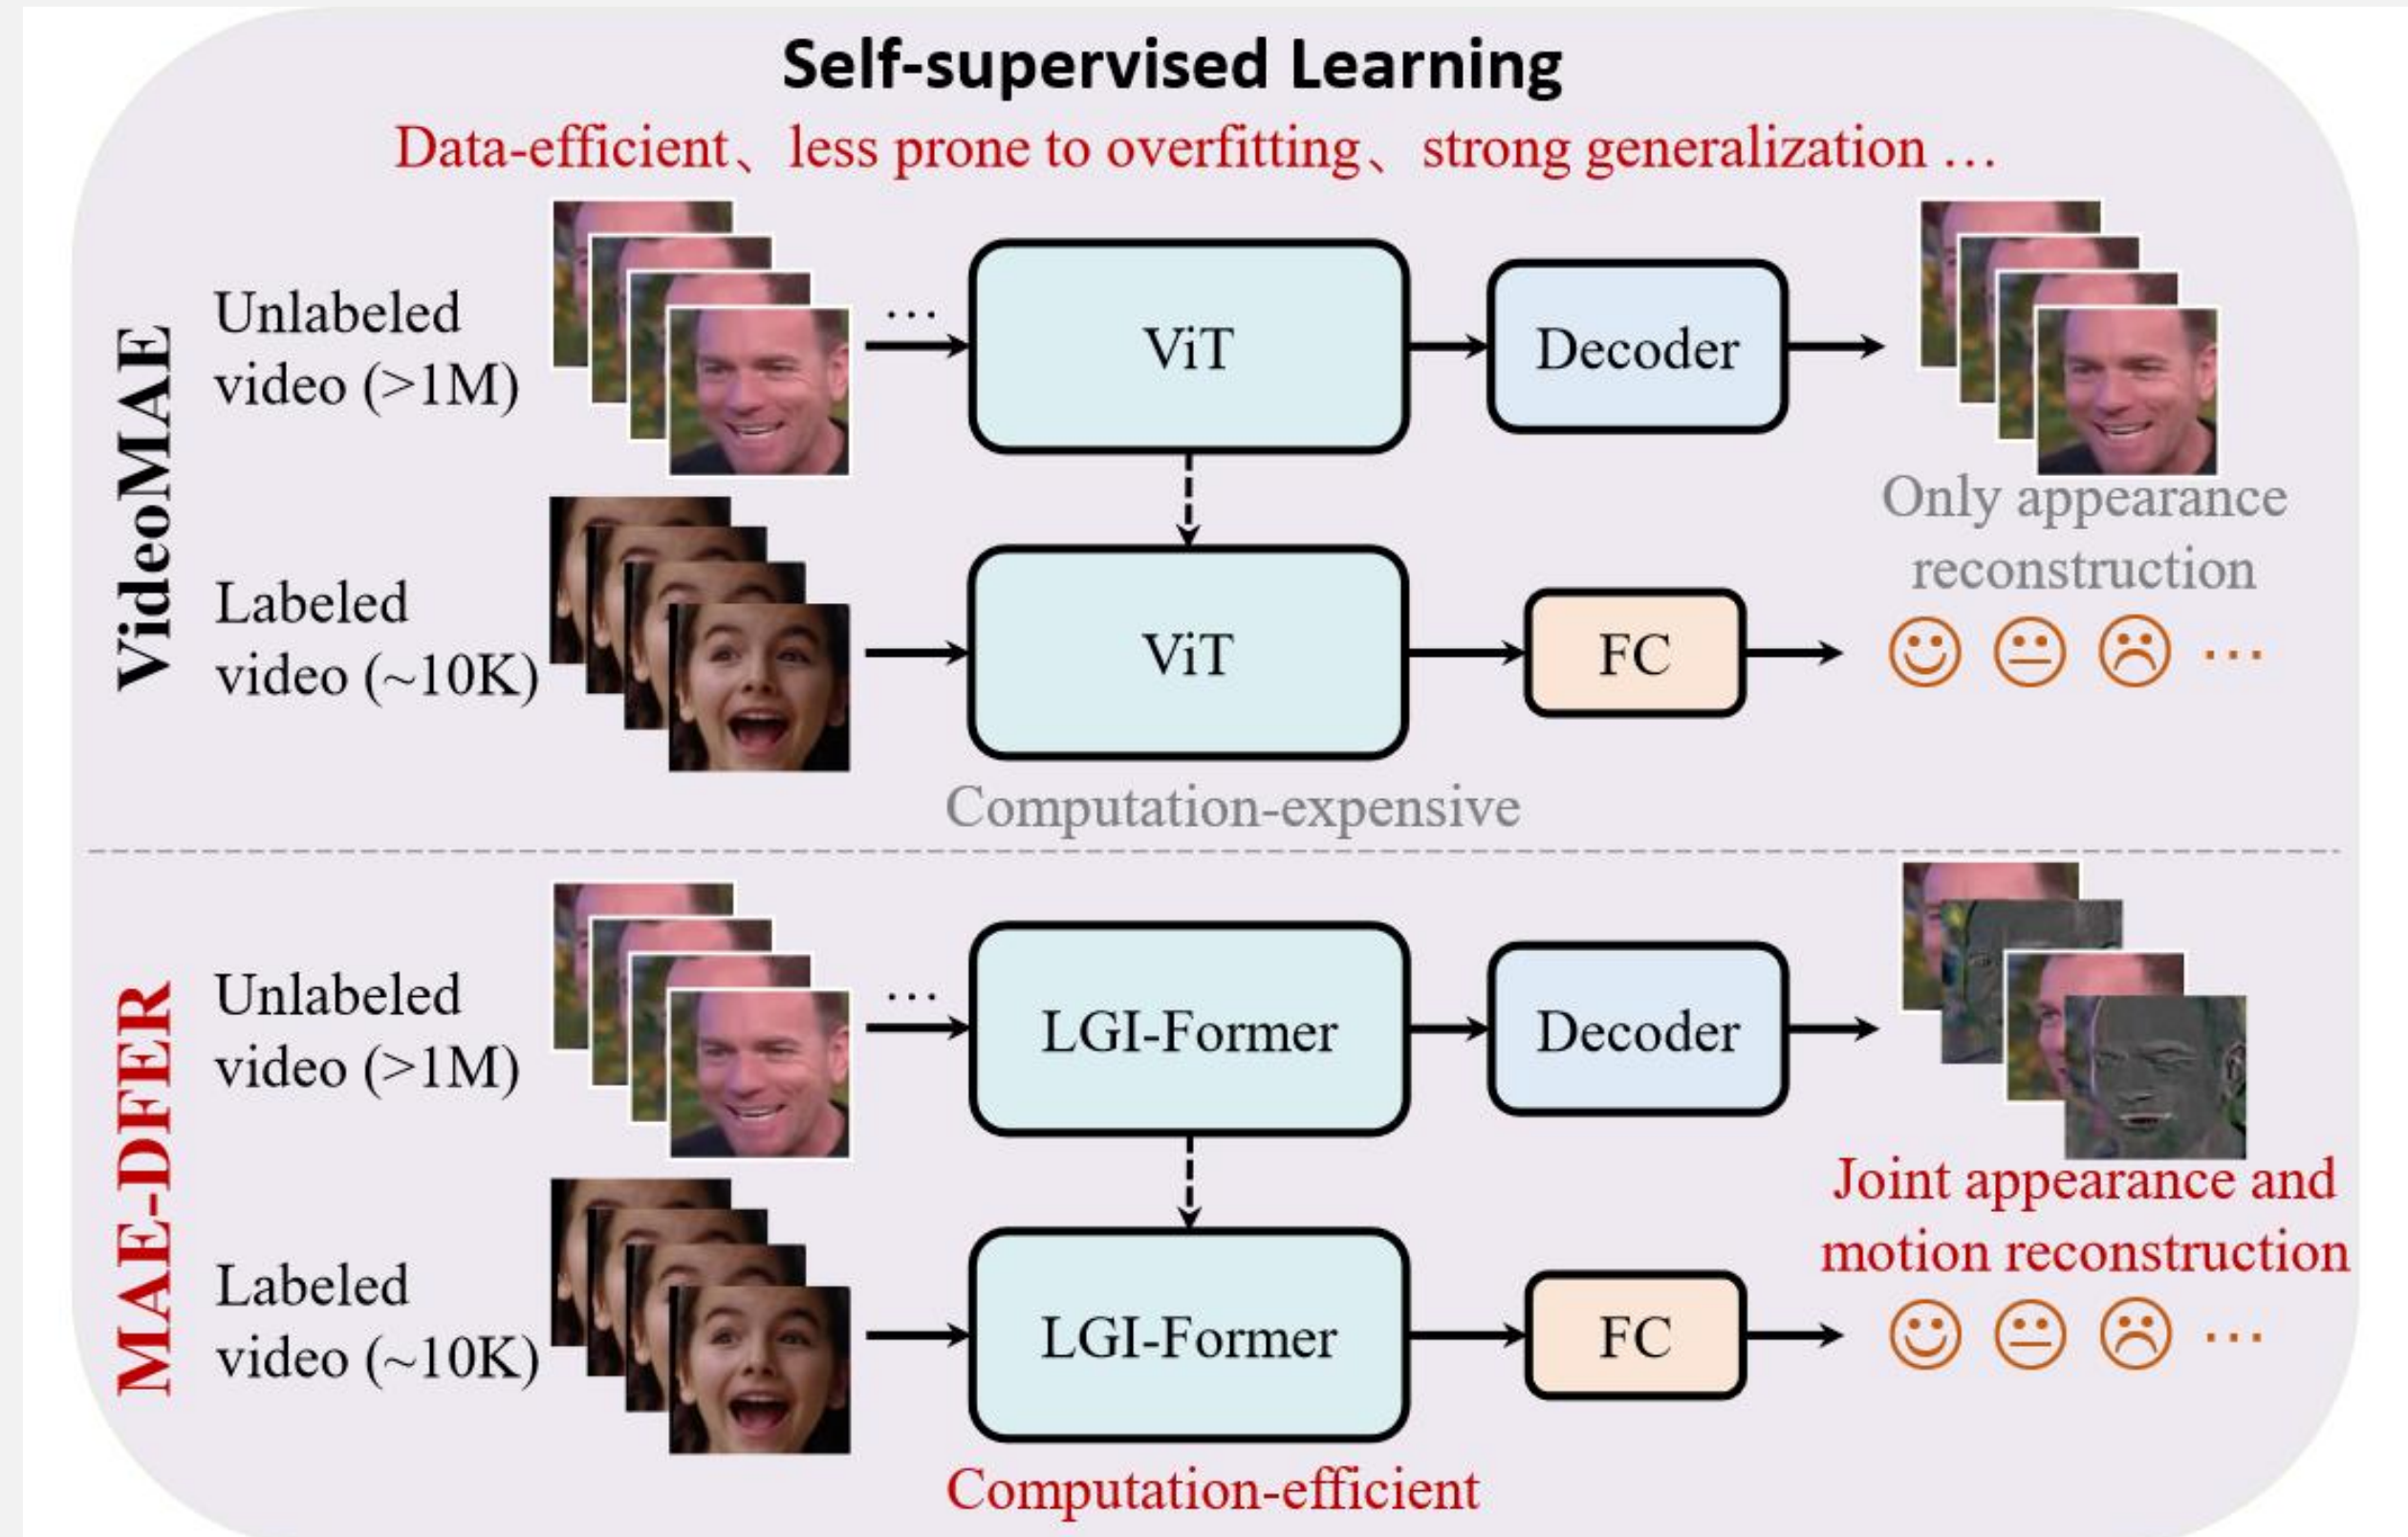 Self-supervised Learning
Data-efficient、less prone to overfitting、strong generalization …
VideoMAE
Unlabeled
video (>1M)
…
ViT
Decoder
Only appearance
reconstruction
Labeled
video (~10K)
ViT
FC
…
Computation-expensive
MAE-DFER
Unlabeled
video (>1M)
…
LGI-Former
Decoder
Joint appearance and
motion reconstruction
Labeled
video (~10K)
LGI-Former
FC
…
Computation-efficient